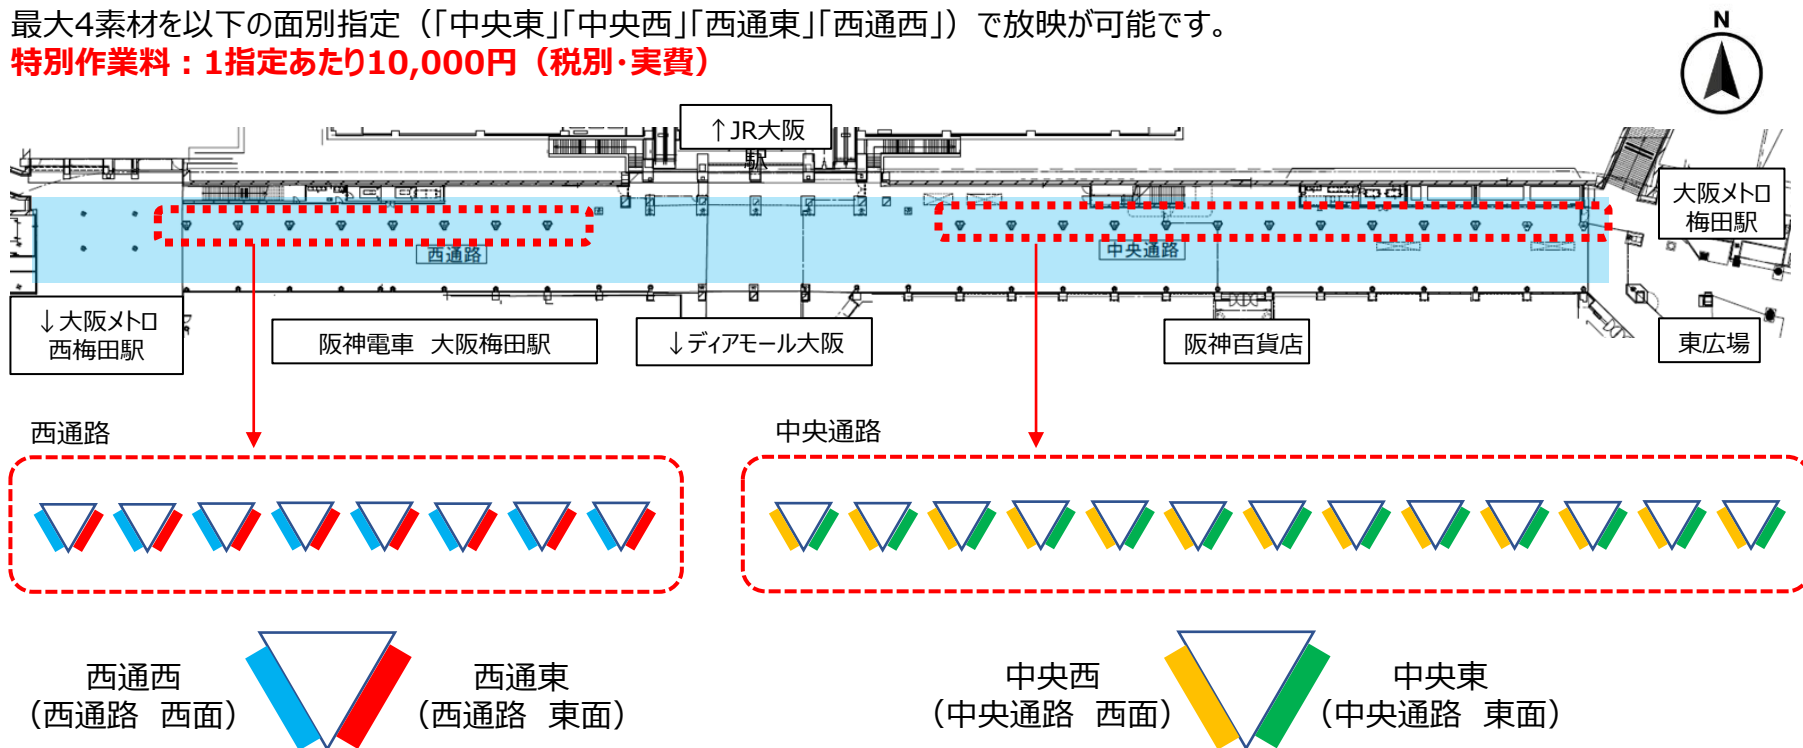 最大4素材を以下の面別指定（「中央東」「中央西」「西通東」「西通西」）で放映が可能です。
特別作業料：1指定あたり10,000円（税別・実費）
N
↑JR大阪
駅
大阪メトロ
梅田駅
西通路
中央通路
↓大阪メトロ
西梅田駅
阪神電車　大阪梅田駅
↓ディアモール大阪
阪神百貨店
東広場
西通路
中央通路
西通西
（西通路　西面）
西通東
（西通路　東面）
中央西
（中央通路　西面）
中央東
（中央通路　東面）